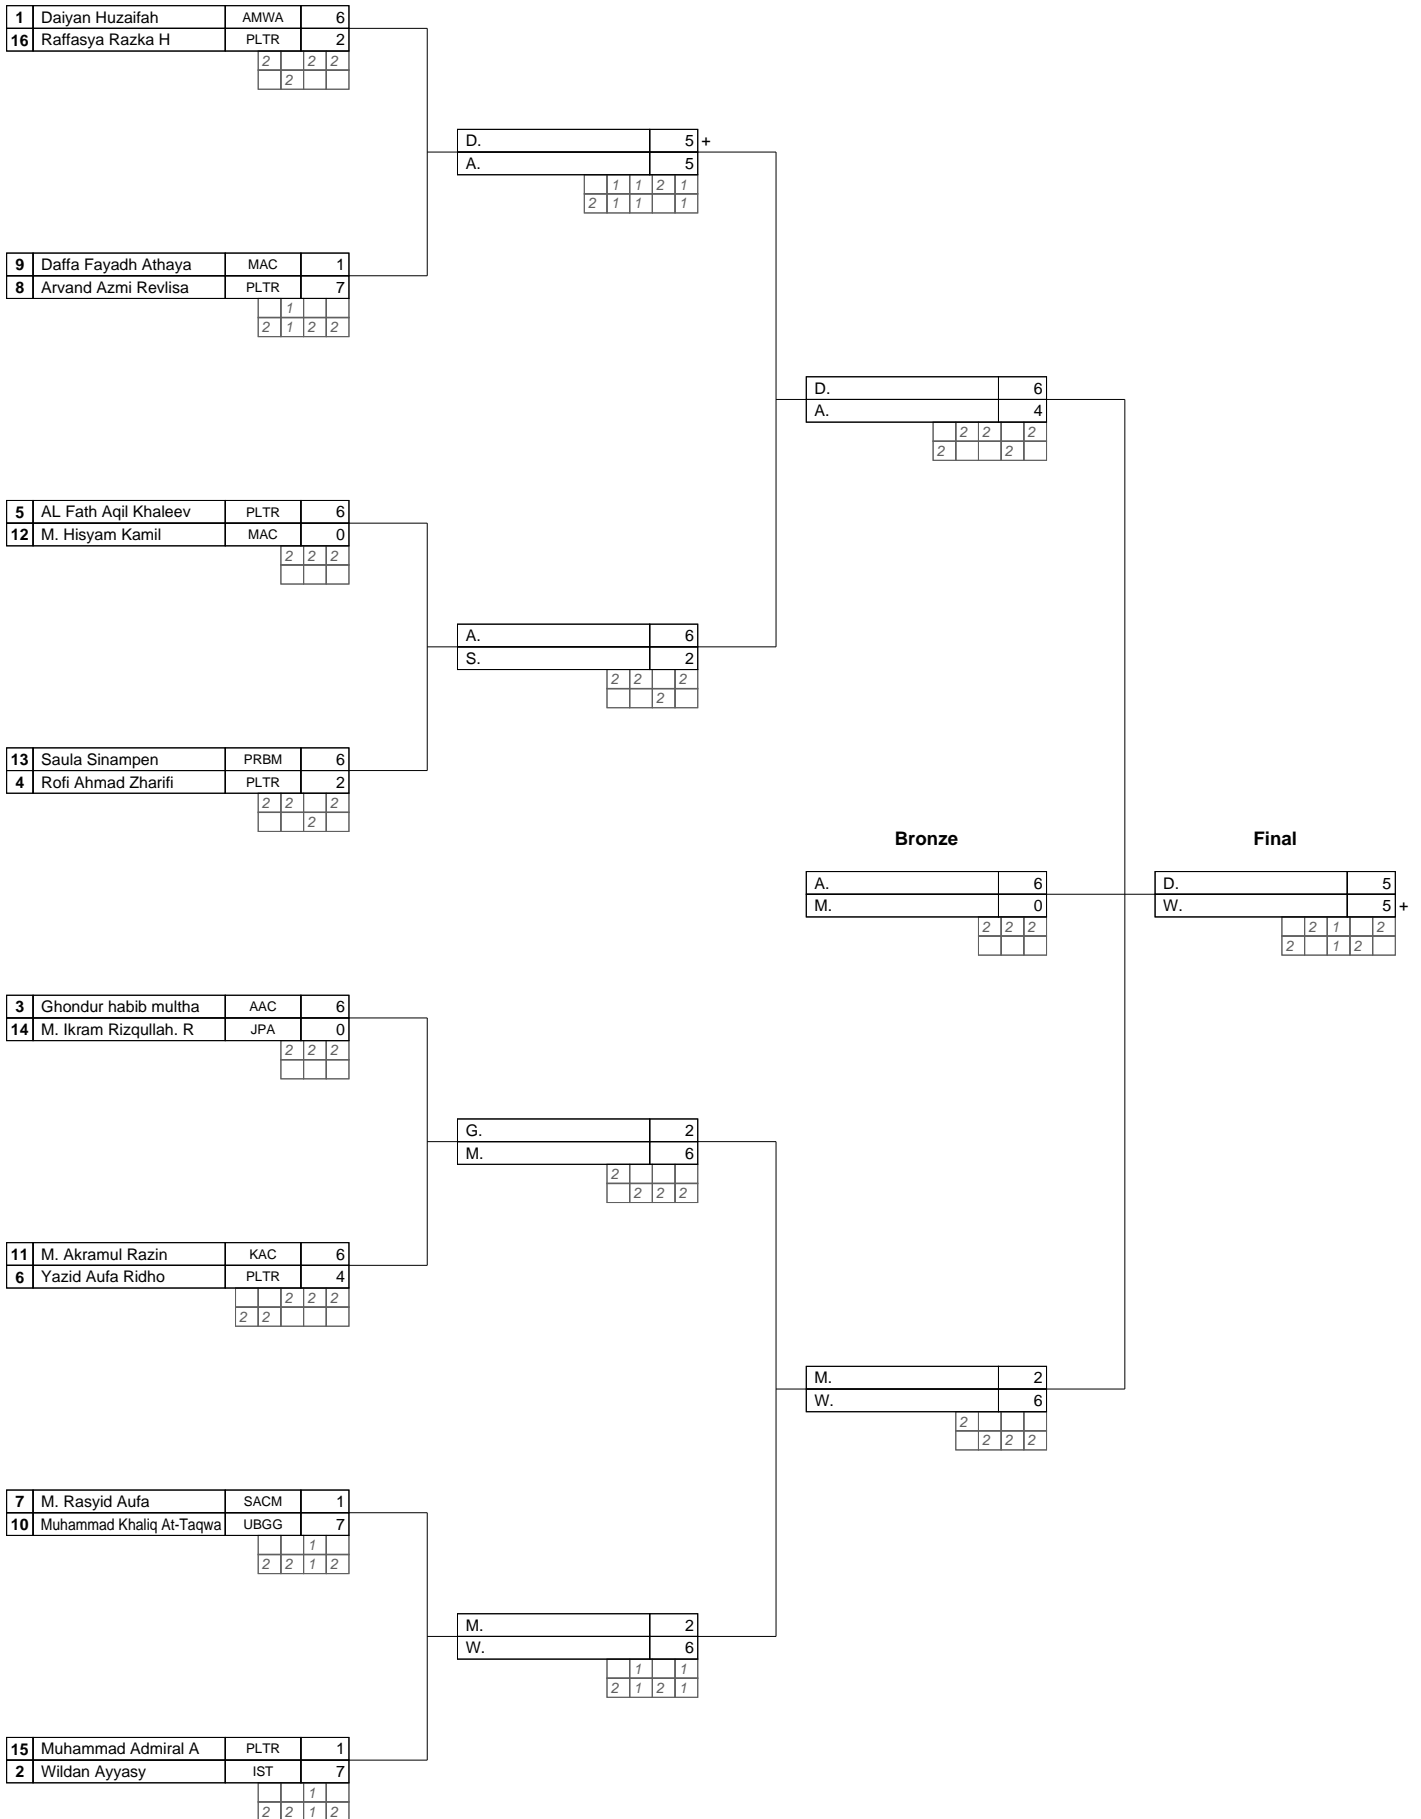 1 Daiyan Huzaifah AMWA 6
16 Raffasya Razka H PLTR 2
2 2 2
2
D. 5 +
A. 5
1 1 2 1
2 1 1 1
9 Daffa Fayadh Athaya MAC 1
8 Arvand Azmi Revlisa PLTR 7
1
2 1 2 2
D. 6
A. 4
2 2 2
2 2
5 AL Fath Aqil Khaleev PLTR 6
12 M. Hisyam Kamil MAC 0
2 2 2
A. 6
S. 2
2 2 2
2
13 Saula Sinampen PRBM 6
4 Rofi Ahmad Zharifi PLTR 2
2 2 2
2
Bronze Final
A. 6
M. 0
2 2 2
D. 5
W. 5 +
2 1 2
2 1 2
3 Ghondur habib multha AAC 6
14 M. Ikram Rizqullah. R JPA 0
2 2 2
G. 2
M. 6
2
2 2 2
11 M. Akramul Razin KAC 6
6 Yazid Aufa Ridho PLTR 4
2 2 2
2 2
M. 2
W. 6
2
2 2 2
7 M. Rasyid Aufa SACM 1
10 Muhammad Khaliq At-Taqwa UBGG 7
1
2 2 1 2
M. 2
W. 6
1 1
2 1 2 1
15 Muhammad Admiral A PLTR 1
2 Wildan Ayyasy IST 7
1
2 2 1 2